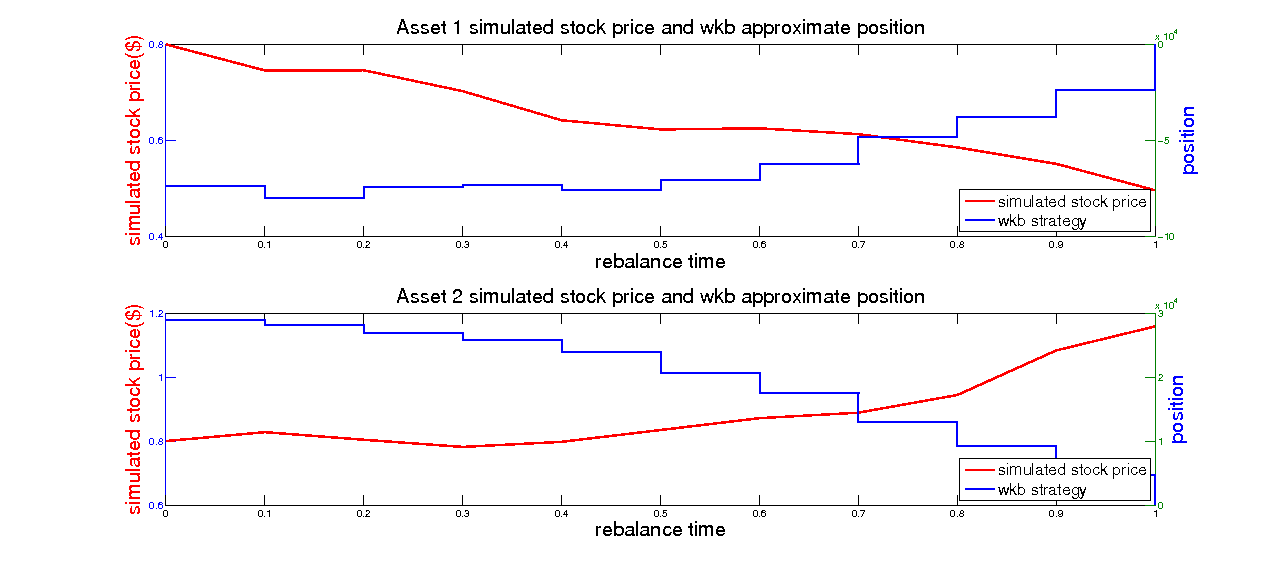 Asset 1 simulated stock price and wkb approximate position
x 10^4
simulated stock price($)
0.8
0.6
0.4
0
−5
−10
position
simulated stock price
wkb strategy
0 0.1 0.2 0.3 0.4 0.5 0.6 0.7 0.8 0.9 1
rebalance time
Asset 2 simulated stock price and wkb approximate position
x 10^4
simulated stock price($)
1.2
1
0.8
0.6
3
2
1
0
position
simulated stock price
wkb strategy
0 0.1 0.2 0.3 0.4 0.5 0.6 0.7 0.8 0.9 1
rebalance time